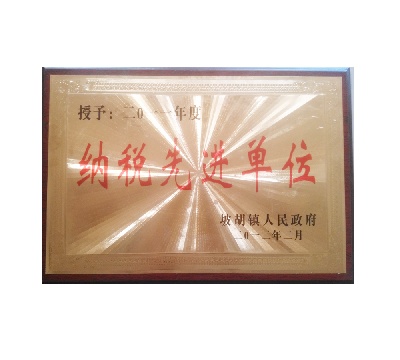 授予：二0一一年度
纳税先进单位
坡胡镇人民政府
二0一二年二月